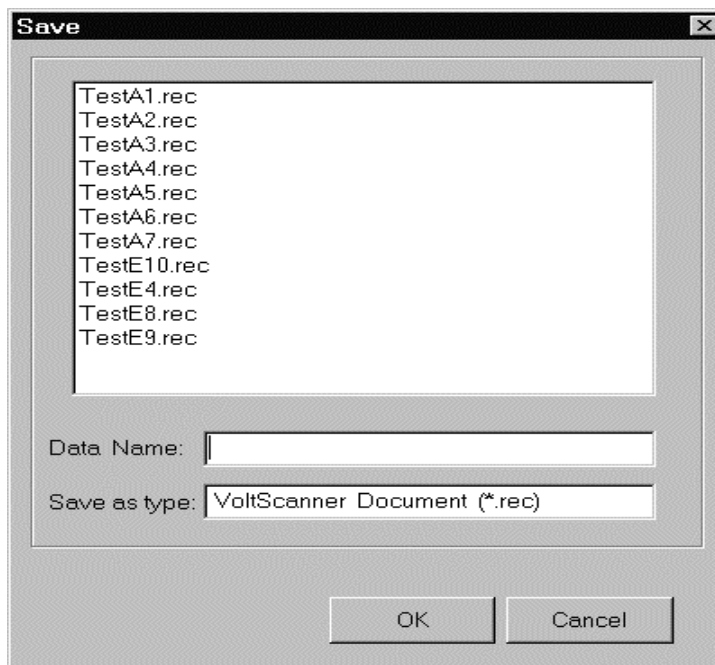 Save
TestA1.rec
TestA2.rec
TestA3.rec
TestA4.rec
TestA5.rec
TestA6.rec
TestA7.rec
TestE10.rec
TestE4.rec
TestE8.rec
TestE9.rec
Data Name:
Save as type: VoltScanner Document (*.rec)
OK Cancel